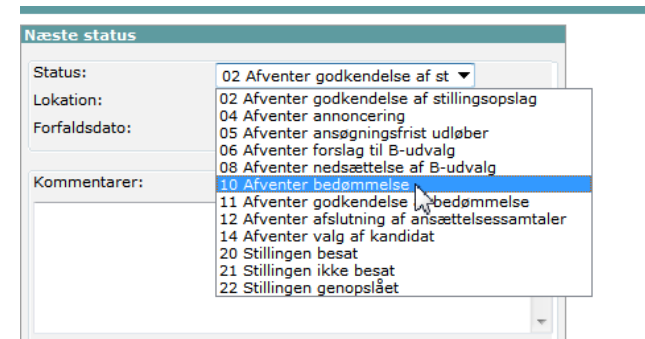 Næste status
Status:
02 Afventer godkendelse af st
Lokation:
Forfaldsdato:
Kommentarer:
02 Afventer godkendelse af stillingsopslag
04 Afventer annoncering
05 Afventer ansøgningsfrist udløber
06 Afventer forslag til B-udvalg
08 Afventer nedsættelse af B-udvalg
10 Afventer bedømmelse
11 Afventer godkendelse bedømmelse
12 Afventer afslutning af ansættelsessamtaler
14 Afventer valg af kandidat
20 Stillingen besat
21 Stillingen ikke besat
22 Stillingen genopslået